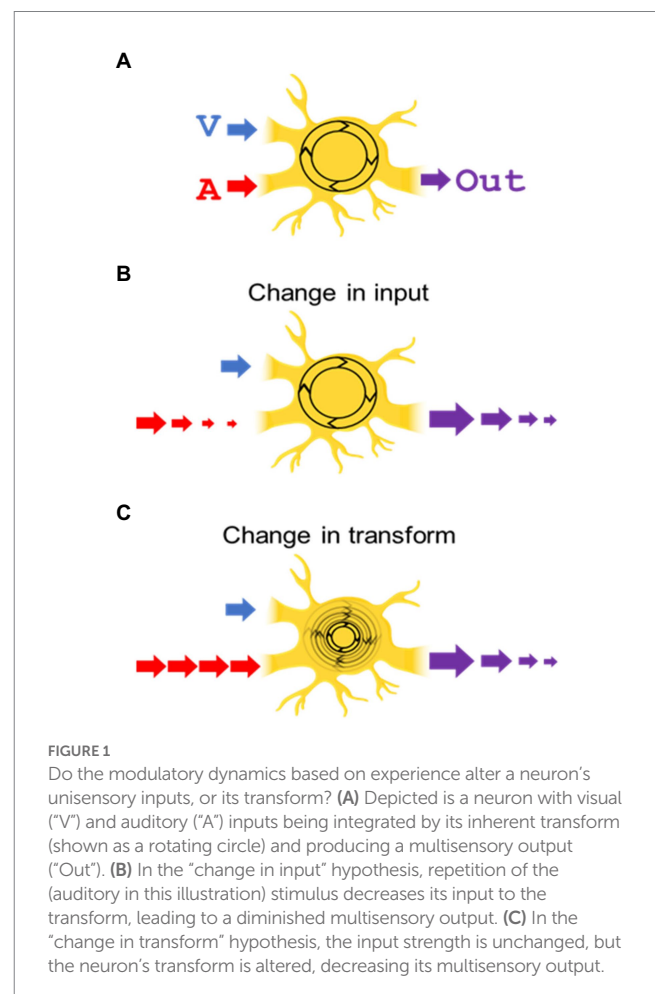 A
V
A
Out
B
Change in input
C
Change in transform
FIGURE 1
Do the modulatory dynamics based on experience alter a neuron’s
unisensory inputs, or its transform? (A) Depicted is a neuron with visual
(“V”) and auditory (“A”) inputs being integrated by its inherent transform
(shown as a rotating circle) and producing a multisensory output
(“Out”). (B) In the “change in input” hypothesis, repetition of the
(auditory in this illustration) stimulus decreases its input to the
transform, leading to a diminished multisensory output. (C) In the
“change in transform” hypothesis, the input strength is unchanged, but
the neuron’s transform is altered, decreasing its multisensory output.